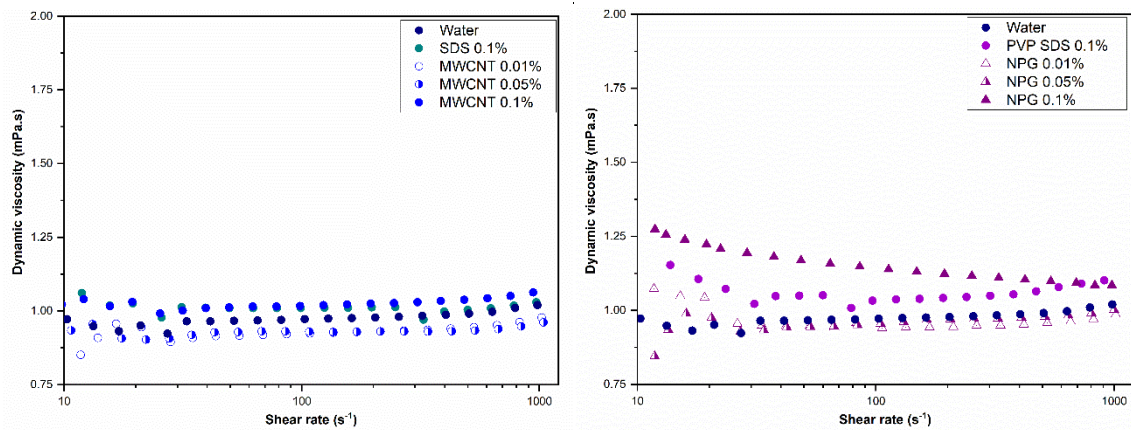 2.00
1.75
1.50
1.25
1.00
0.75
Dynamic viscosity (mPa.s)
Water
SDS 0.1%
MWCNT 0.01%
MWCNT 0.05%
MWCNT 0.1%
10
100
1000
Shear rate (s⁻¹)
2.00
1.75
1.50
1.25
1.00
0.75
Dynamic viscosity (mPa.s)
Water
PVP SDS 0.1%
NPG 0.01%
NPG 0.05%
NPG 0.1%
10
100
1000
Shear rate (s⁻¹)